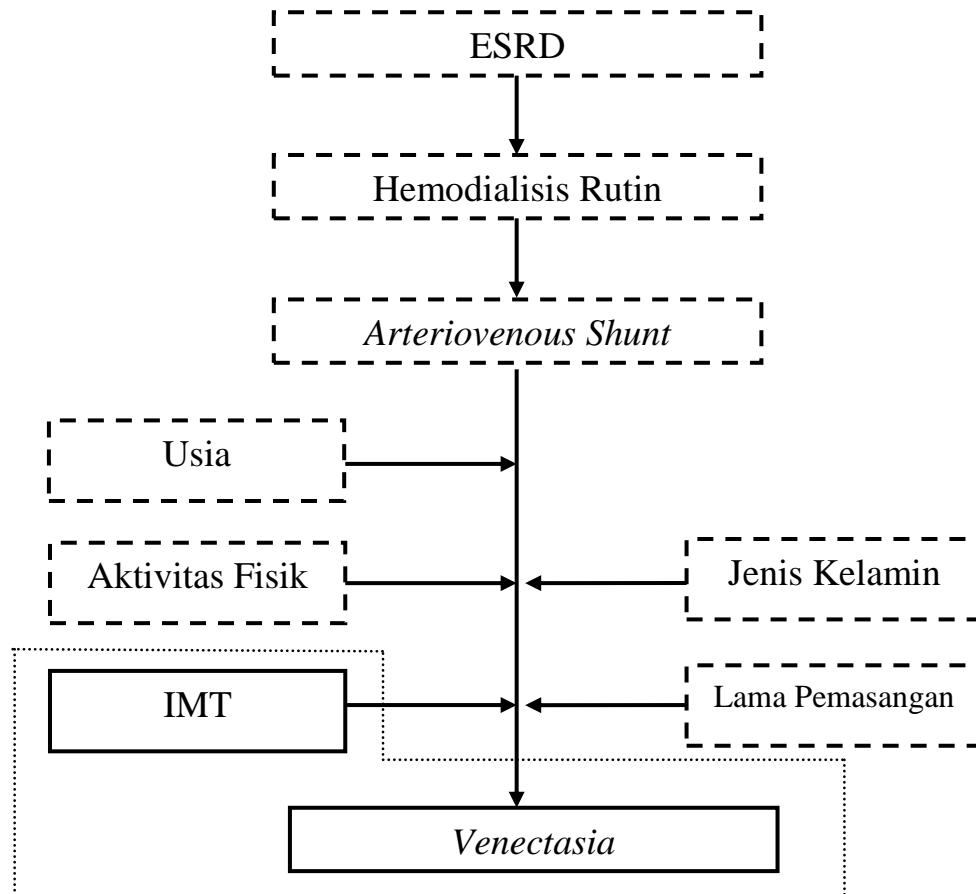 ESRD
Hemodialisis Rutin
Arteriovenous Shunt
Usia
Aktivitas Fisik
Jenis Kelamin
IMT
Lama Pemasangan
Venectasia